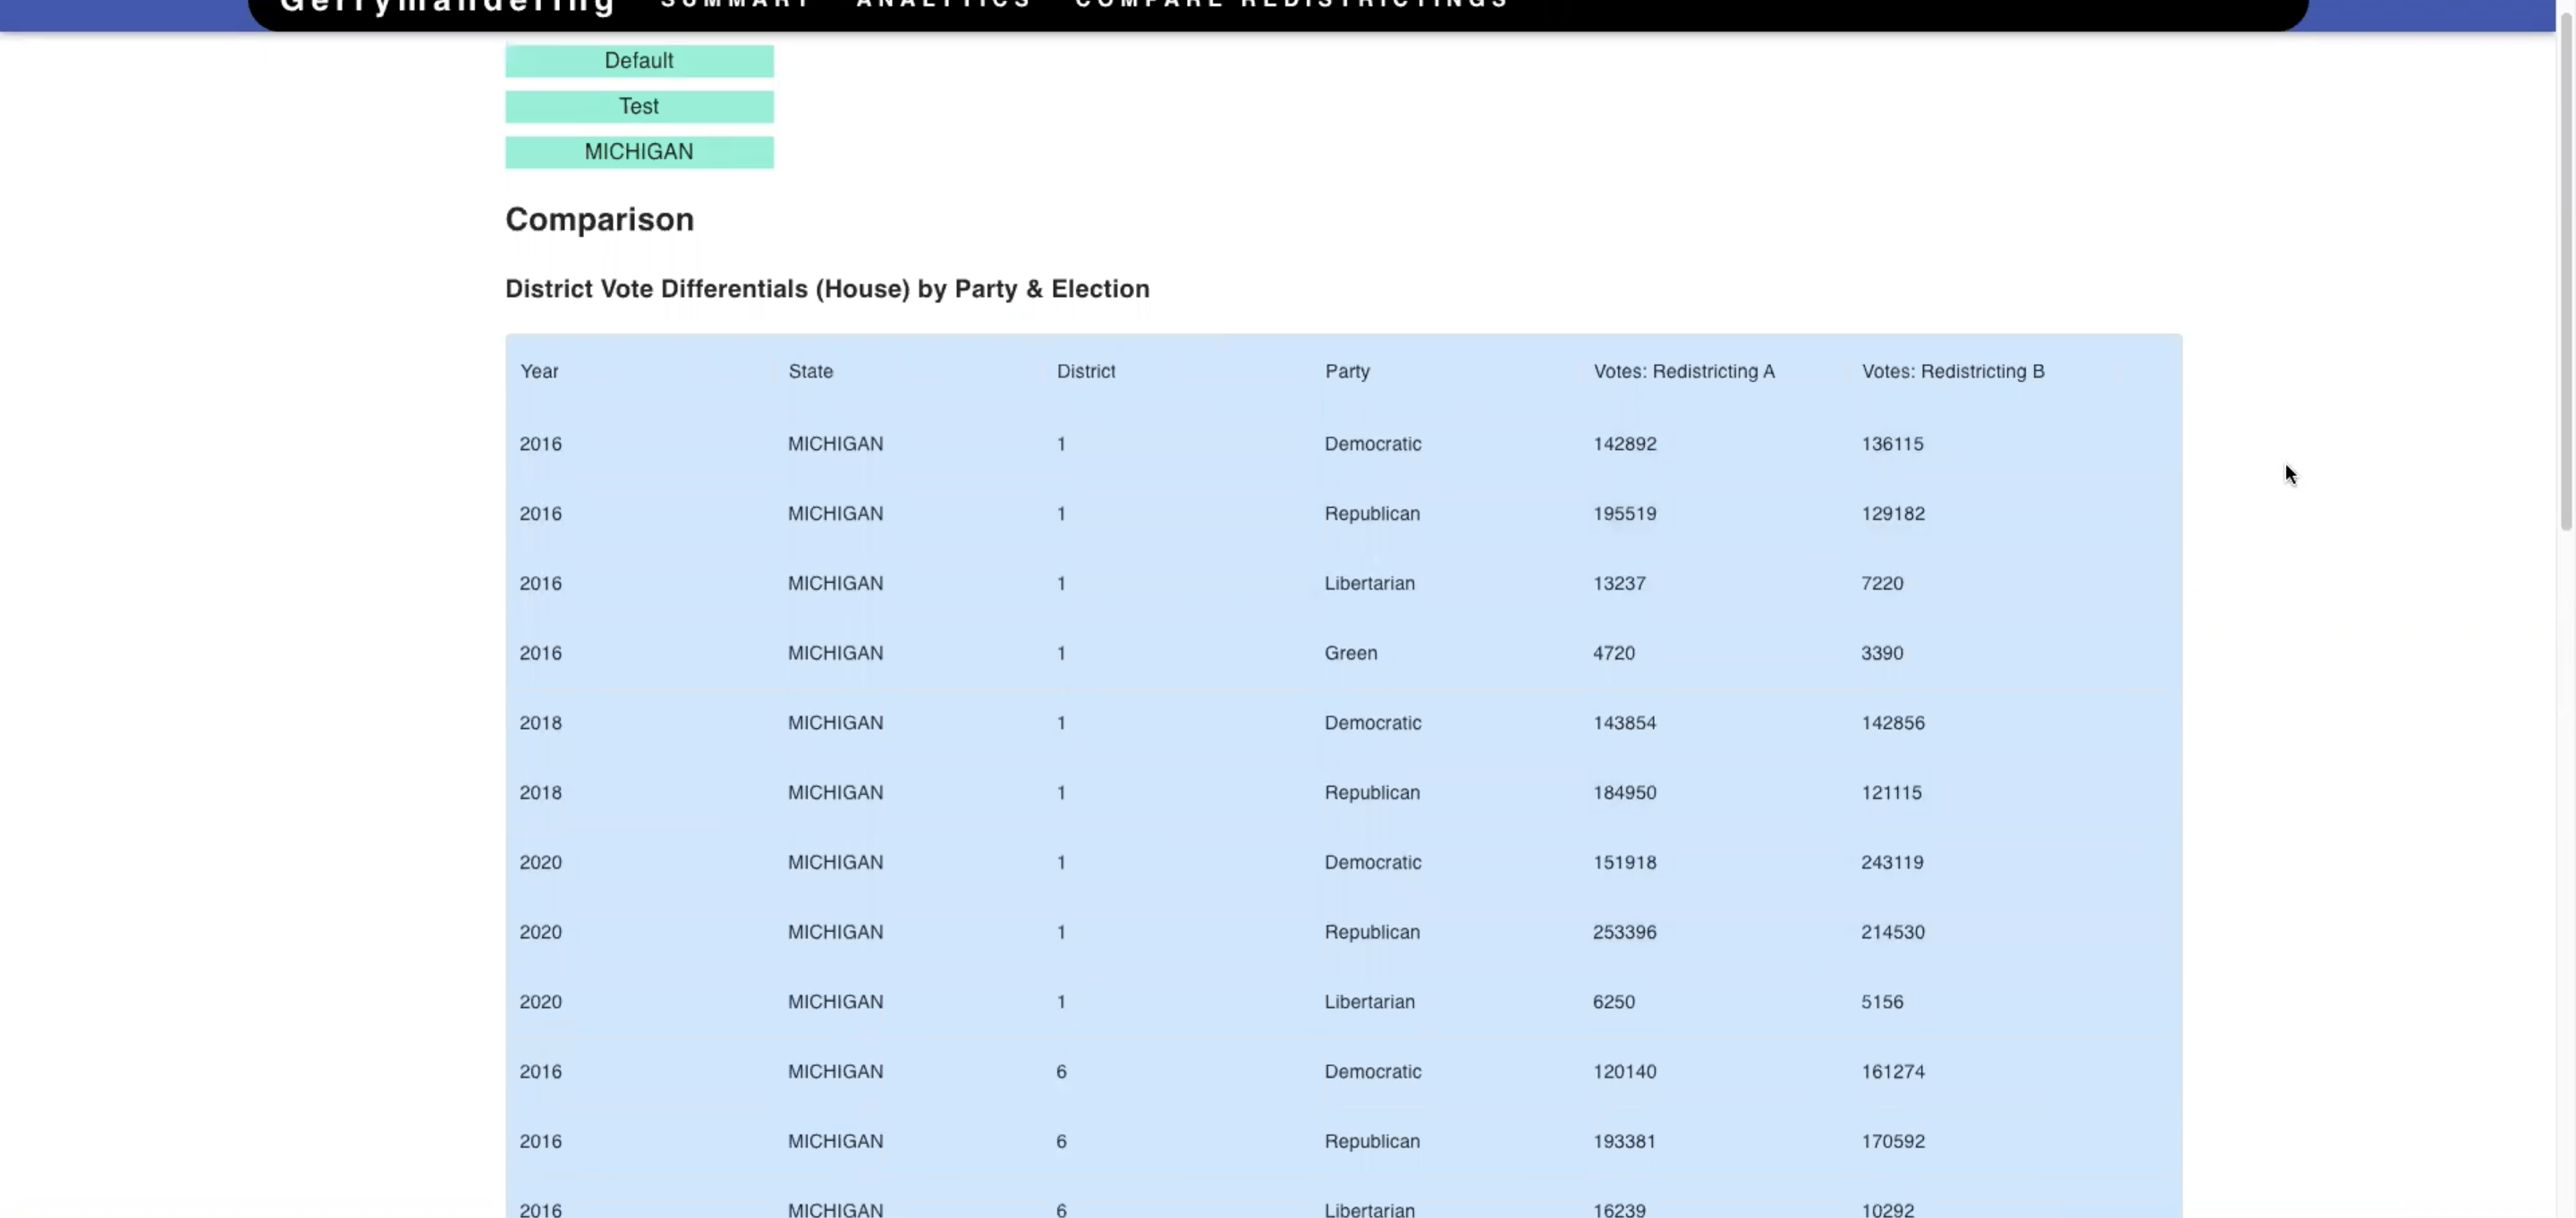 Gerrymandering SUMMARY ANALYTICS COMPARE REDISTRICTINGS
Default
Test
MICHIGAN
Comparison
District Vote Differentials (House) by Party & Election
Year State District Party Votes: Redistricting A Votes: Redistricting B
2016 MICHIGAN 1 Democratic 142892 136115
2016 MICHIGAN 1 Republican 195519 129182
2016 MICHIGAN 1 Libertarian 13237 7220
2016 MICHIGAN 1 Green 4720 3390
2018 MICHIGAN 1 Democratic 143854 142856
2018 MICHIGAN 1 Republican 184950 121115
2020 MICHIGAN 1 Democratic 151918 243119
2020 MICHIGAN 1 Republican 253396 214530
2020 MICHIGAN 1 Libertarian 6250 5156
2016 MICHIGAN 6 Democratic 120140 161274
2016 MICHIGAN 6 Republican 193381 170592
2016 MICHIGAN 6 Libertarian 16239 10292